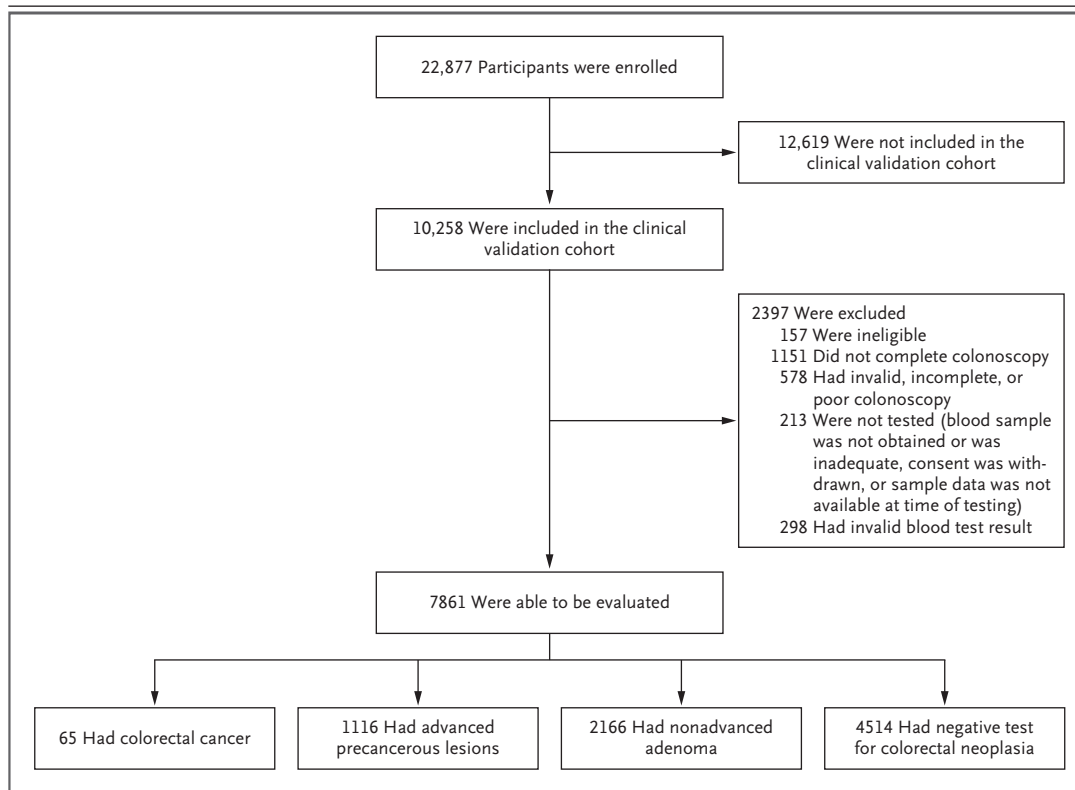 22,877 Participants were enrolled
12,619 Were not included in the
clinical validation cohort
10,258 Were included in the clinical
validation cohort
2397 Were excluded
157 Were ineligible
1151 Did not complete colonoscopy
578 Had invalid, incomplete, or
poor colonoscopy
213 Were not tested (blood sample
was not obtained or was
inadequate, consent was with-
drawn, or sample data was not
available at time of testing)
298 Had invalid blood test result
7861 Were able to be evaluated
65 Had colorectal cancer
1116 Had advanced
precancerous lesions
2166 Had nonadvanced
adenoma
4514 Had negative test
for colorectal neoplasia